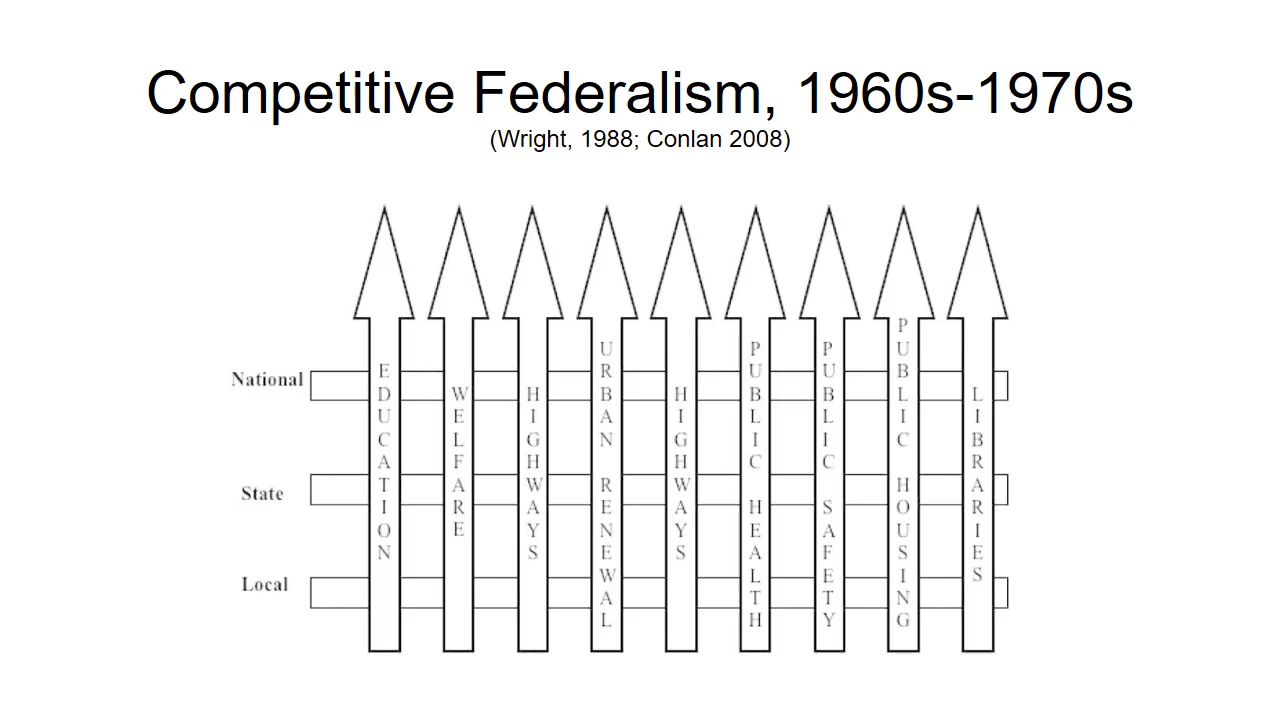 Competitive Federalism, 1960s-1970s
(Wright, 1988; Conlan 2008)
National
State
Local
EDUCATION
WELFARE
HIGHWAYS
URBAN RENEWAL
HIGHWAYS
PUBLIC HEALTH
PUBLIC SAFETY
PUBLIC HOUSING
LIBRARIES